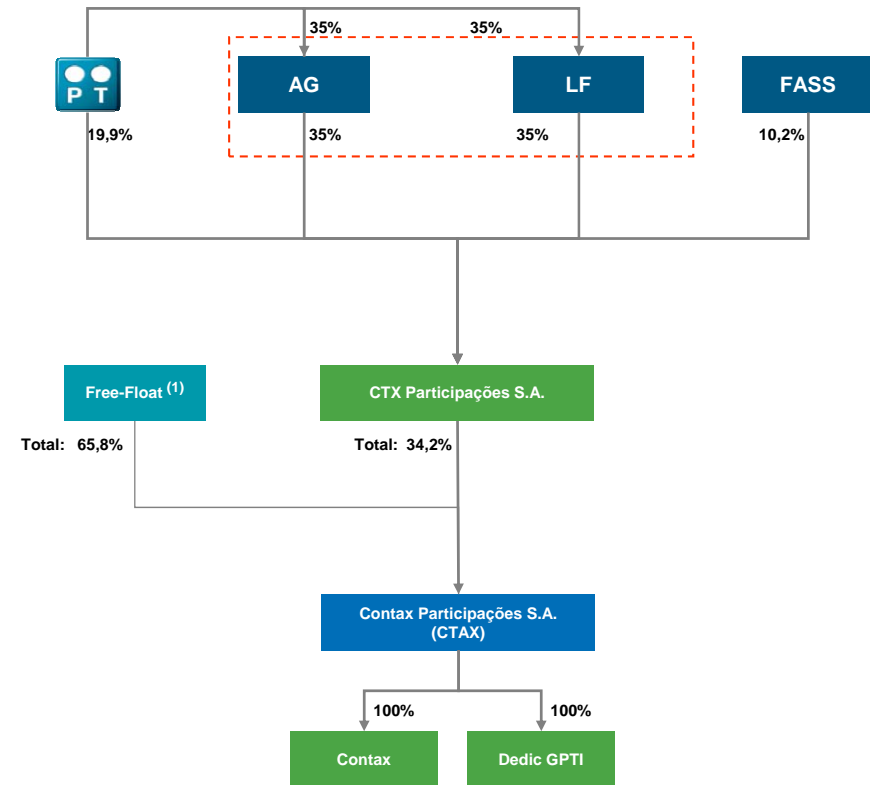 35% 35%
P T
AG
LF
FASS
19,9%
35%
35%
10,2%
Free-Float (1)
CTX Participações S.A.
Total: 65,8%
Total: 34,2%
Contax Participações S.A.
(CTAX)
100%
100%
Contax
Dedic GPTI